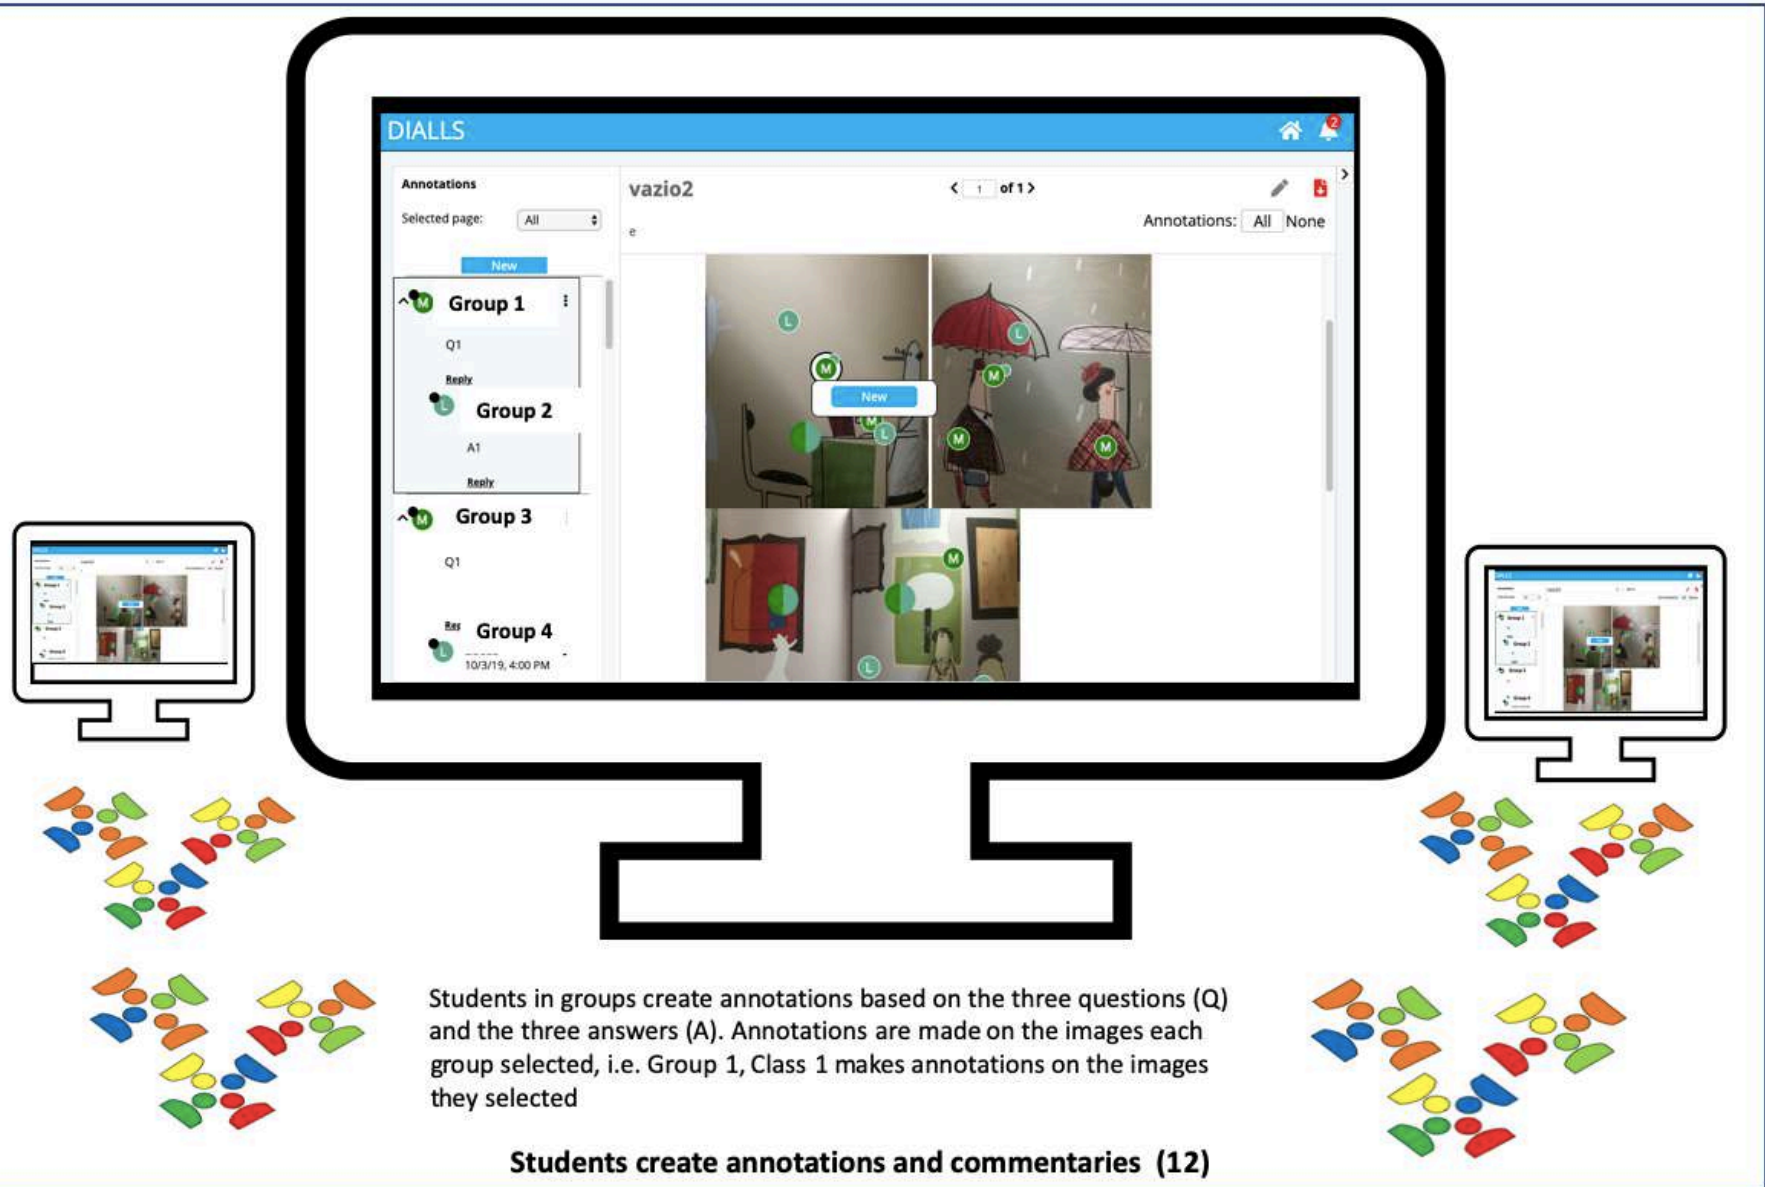 DIALLS
2
Annotations
Selected page:
All
New
M
Group 1
Q1
Reply
L
Group 2
A1
Reply
M
Group 3
Q1
Group 4
L
10/3/19, 4:00 PM
vazio2
1 of 1
Annotations: All None
e
L
M
New
M
L
L
M
M
M
M
L
Students in groups create annotations based on the three questions (Q)
and the three answers (A). Annotations are made on the images each
group selected, i.e. Group 1, Class 1 makes annotations on the images
they selected
Students create annotations and commentaries (12)